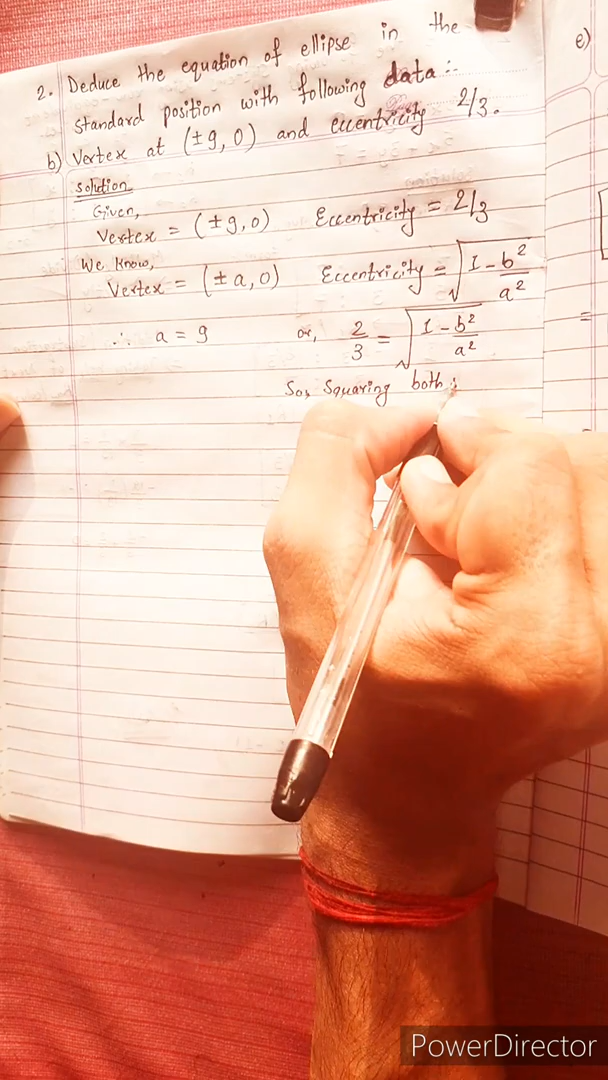 2. Deduce the equation of ellipse in the
standard position with following data :-
b) Vertex at (±9, 0) and eccentricity 2/3.
Solution
Given,
Vertex = (±9, 0) Eccentricity = 2/3
We Know,
Vertex = (±a, 0) Eccentricity = √(1 - b²/a²)
∴ a = 9 or, 2/3 = √(1 - b²/a²)
So, Squaring both
e)
=
PowerDirector